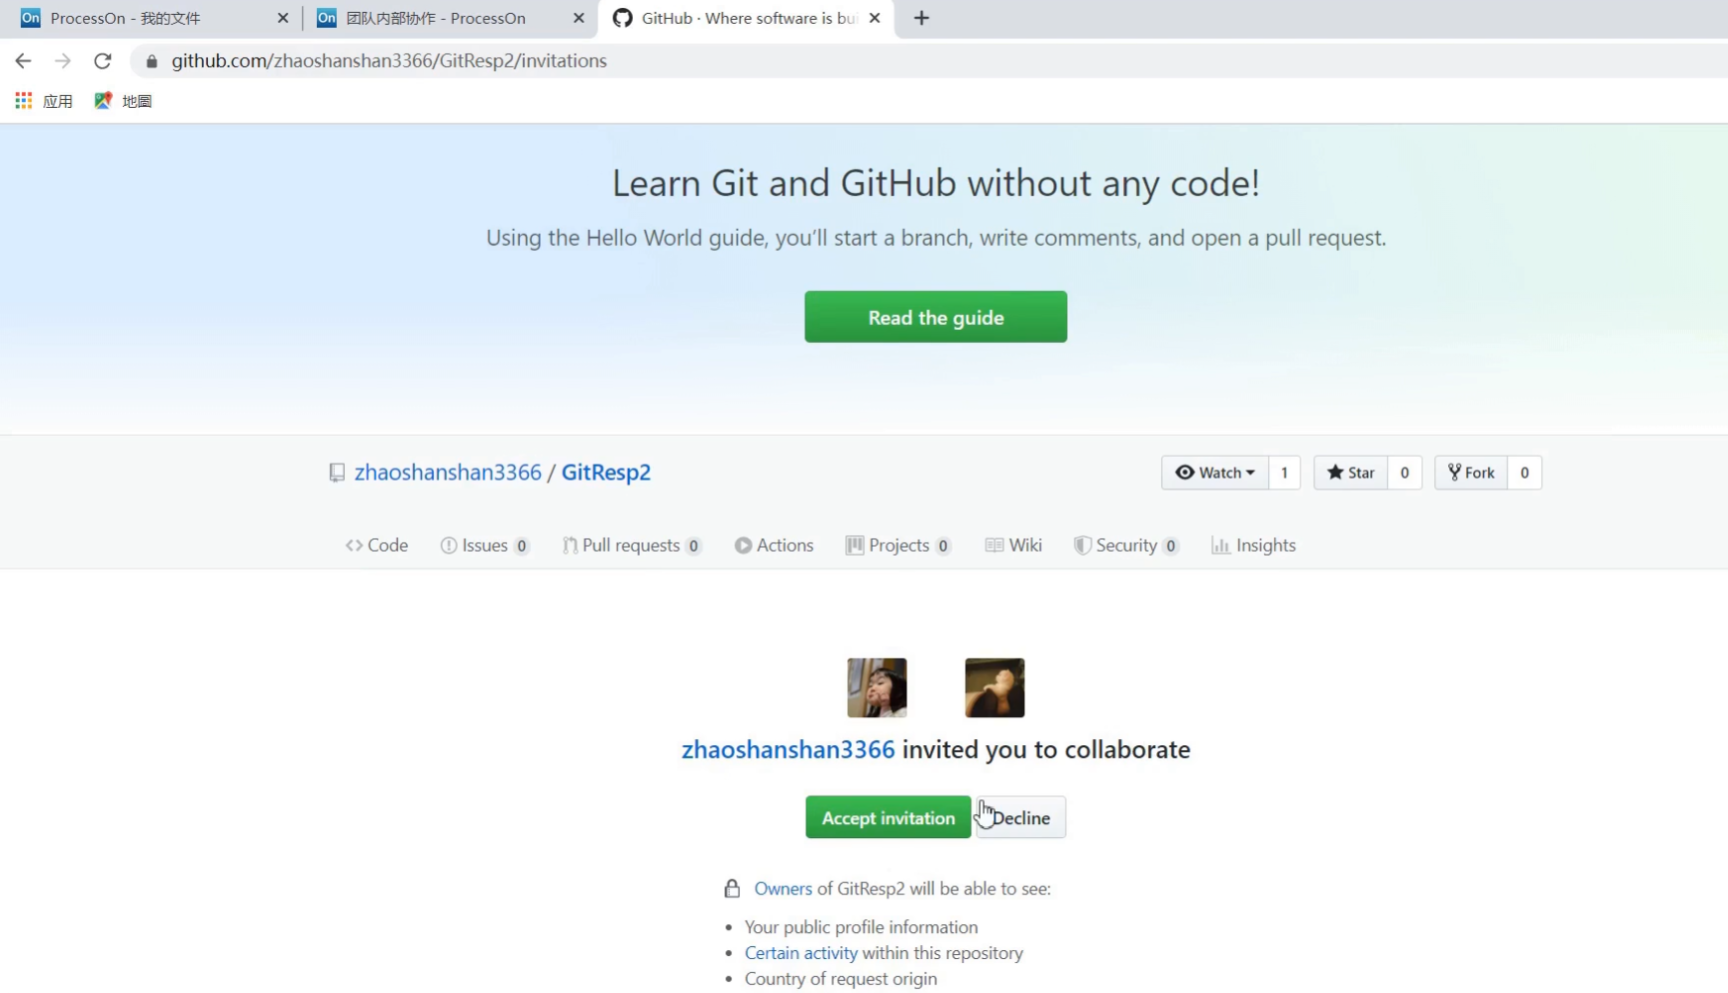 On ProcessOn - 我的文件
On 团队内部协作 - ProcessOn
GitHub · Where software is bui
github.com/zhaoshanshan3366/GitResp2/invitations
应用
地圖
Learn Git and GitHub without any code!
Using the Hello World guide, you'll start a branch, write comments, and open a pull request.
Read the guide
zhaoshanshan3366 / GitResp2
Watch 1
Star 0
Fork 0
Code
Issues 0
Pull requests 0
Actions
Projects 0
Wiki
Security 0
Insights
zhaoshanshan3366 invited you to collaborate
Accept invitation
Decline
Owners of GitResp2 will be able to see:
• Your public profile information
• Certain activity within this repository
• Country of request origin